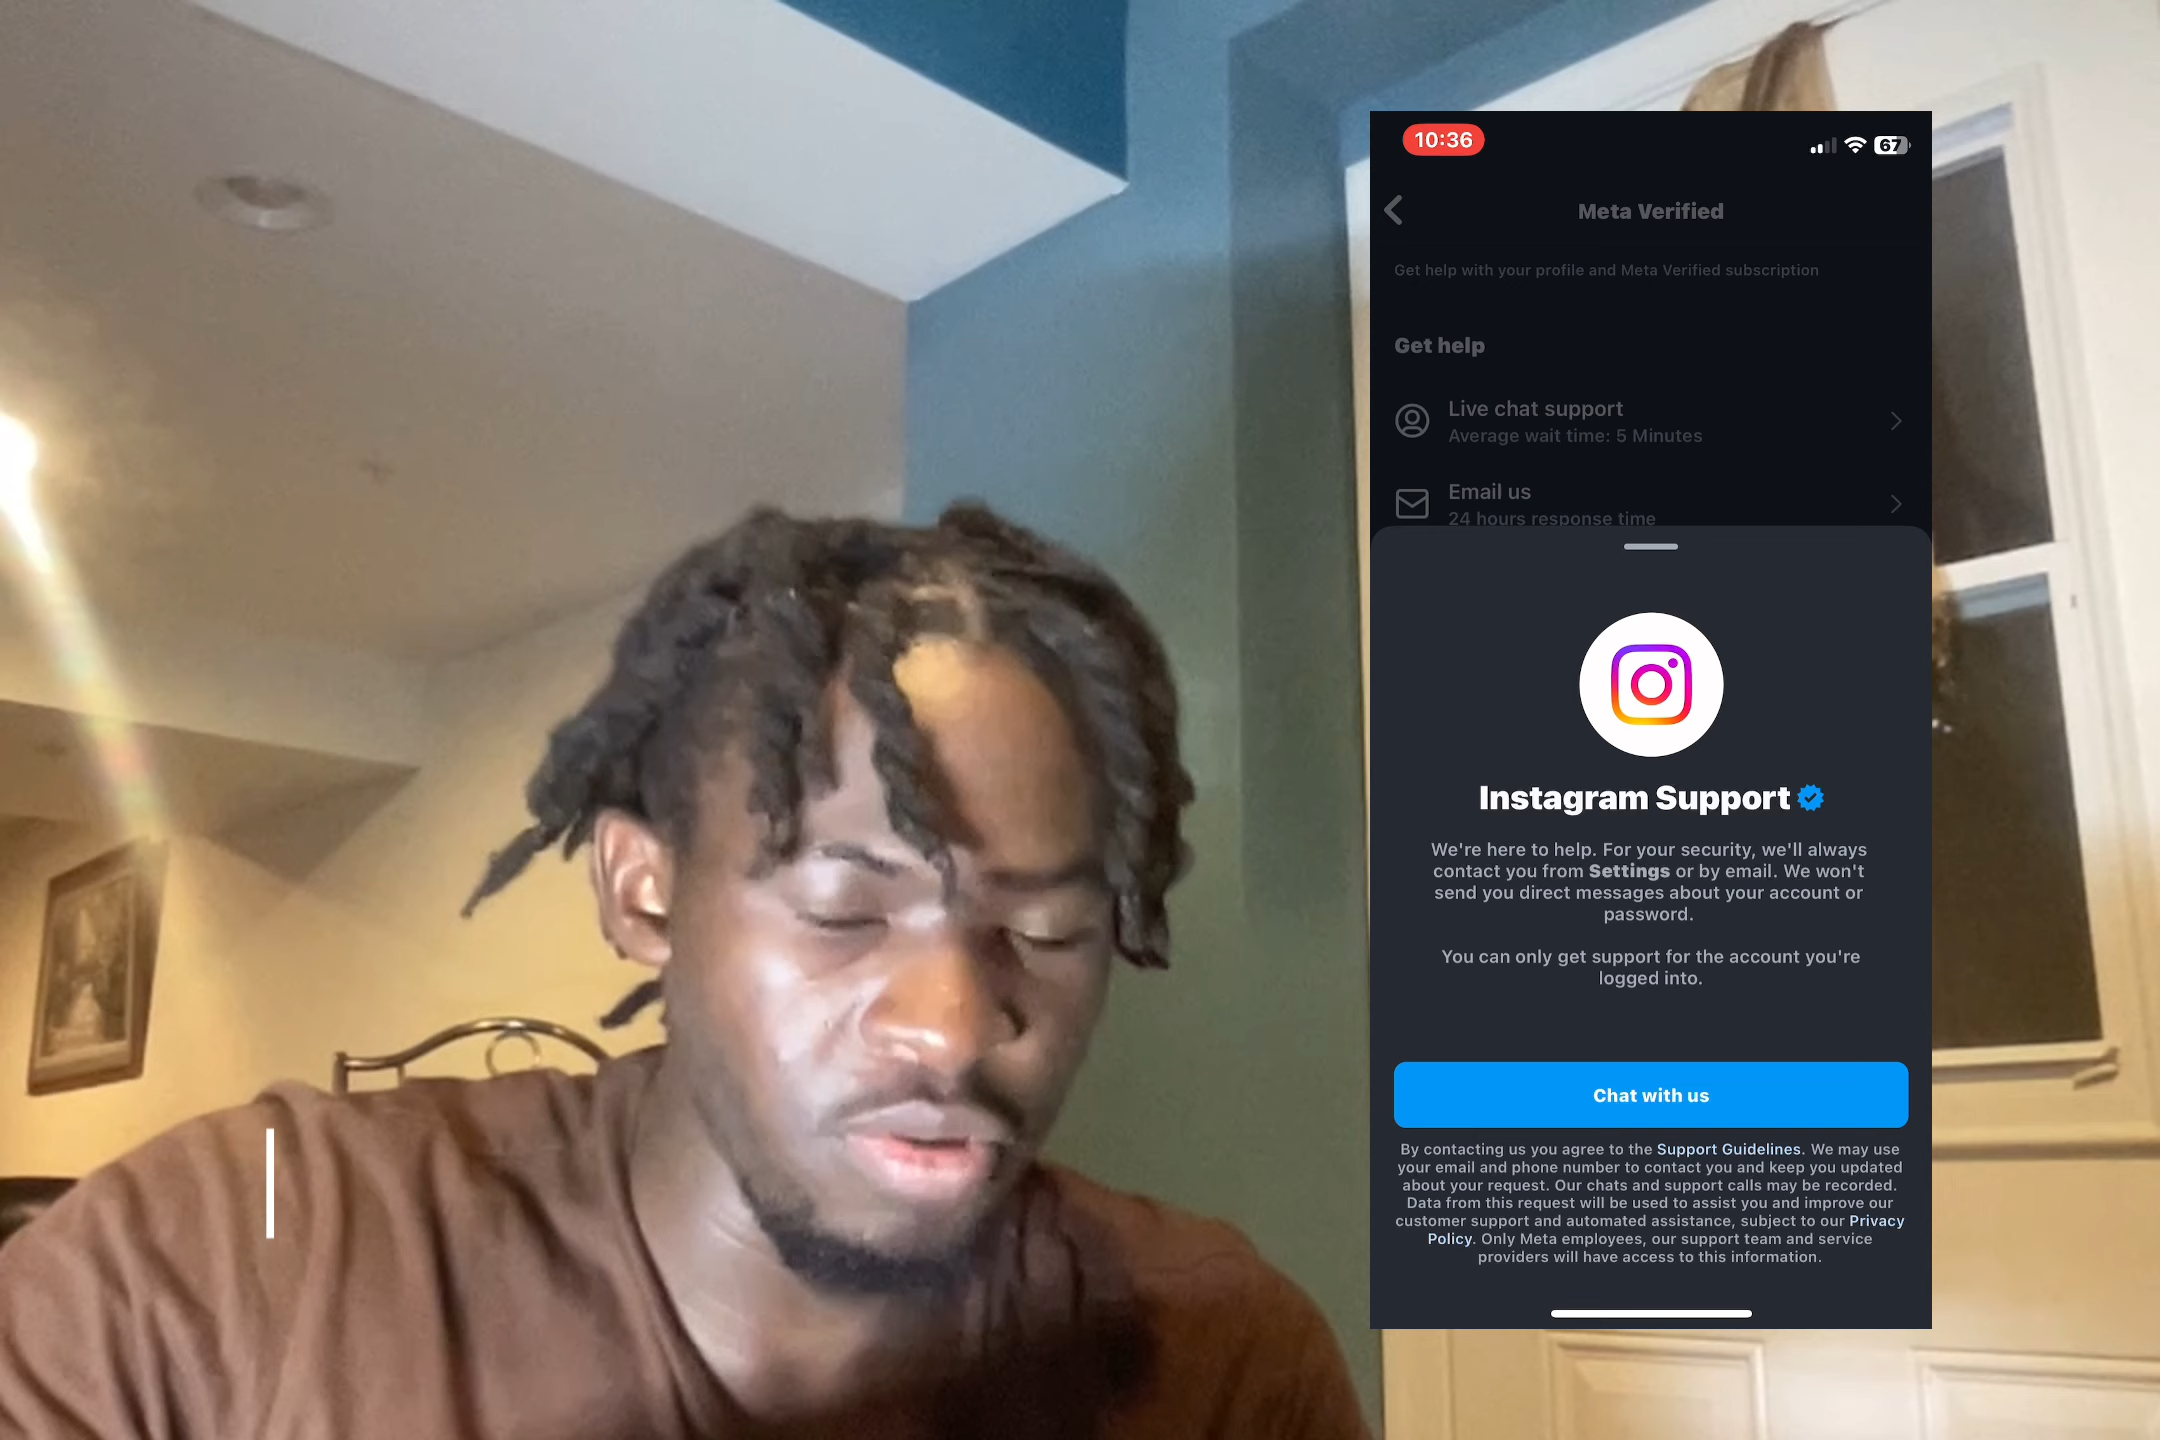 10:36
67
Meta Verified
Get help with your profile and Meta Verified subscription
Get help
Live chat support
Average wait time: 5 Minutes
Email us
24 hours response time
Instagram Support
We're here to help. For your security, we'll always
contact you from Settings or by email. We won't
send you direct messages about your account or
password.
You can only get support for the account you're
logged into.
Chat with us
By contacting us you agree to the Support Guidelines. We may use
your email and phone number to contact you and keep you updated
about your request. Our chats and support calls may be recorded.
Data from this request will be used to assist you and improve our
customer support and automated assistance, subject to our Privacy
Policy. Only Meta employees, our support team and service
providers will have access to this information.